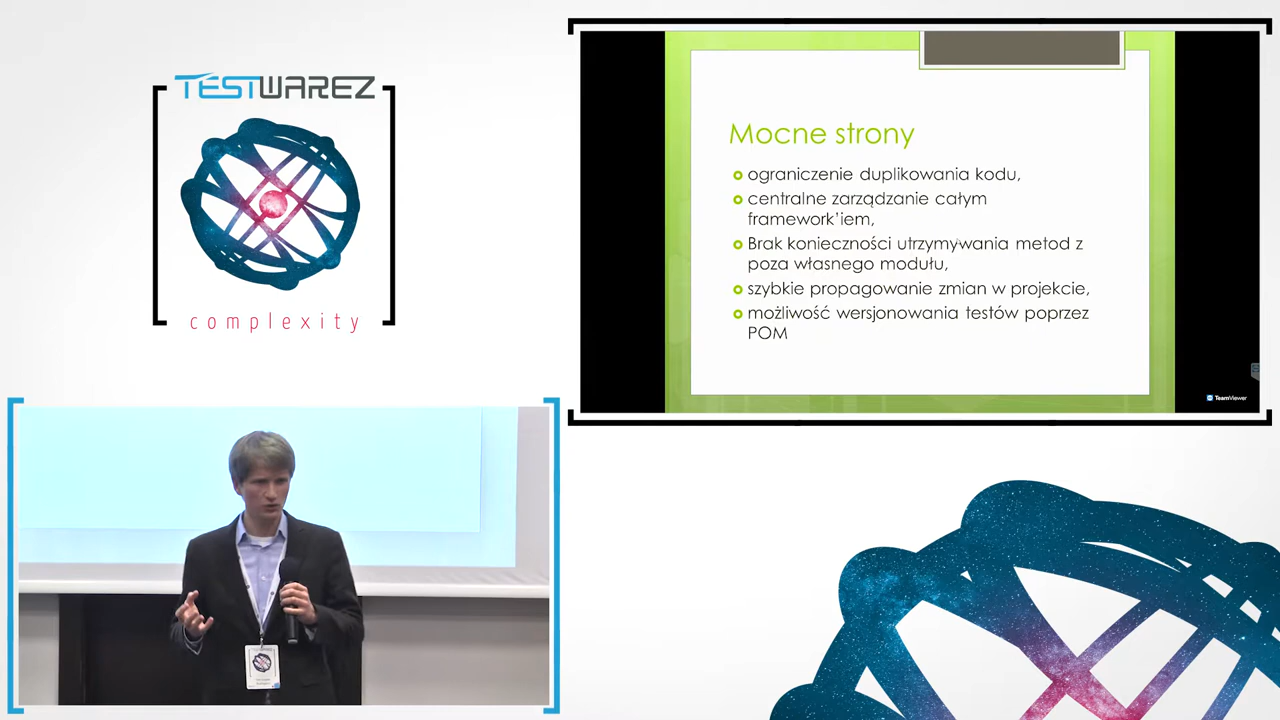 TESTWAREZ
complexity
Mocne strony
ograniczenie duplikowania kodu,
centralne zarządzanie całym
framework'iem,
Brak konieczności utrzymywania metod z
poza własnego modułu,
szybkie propagowanie zmian w projekcie,
możliwość wersjonowania testów poprzez
POM
TeamViewer
TESTWAREZ